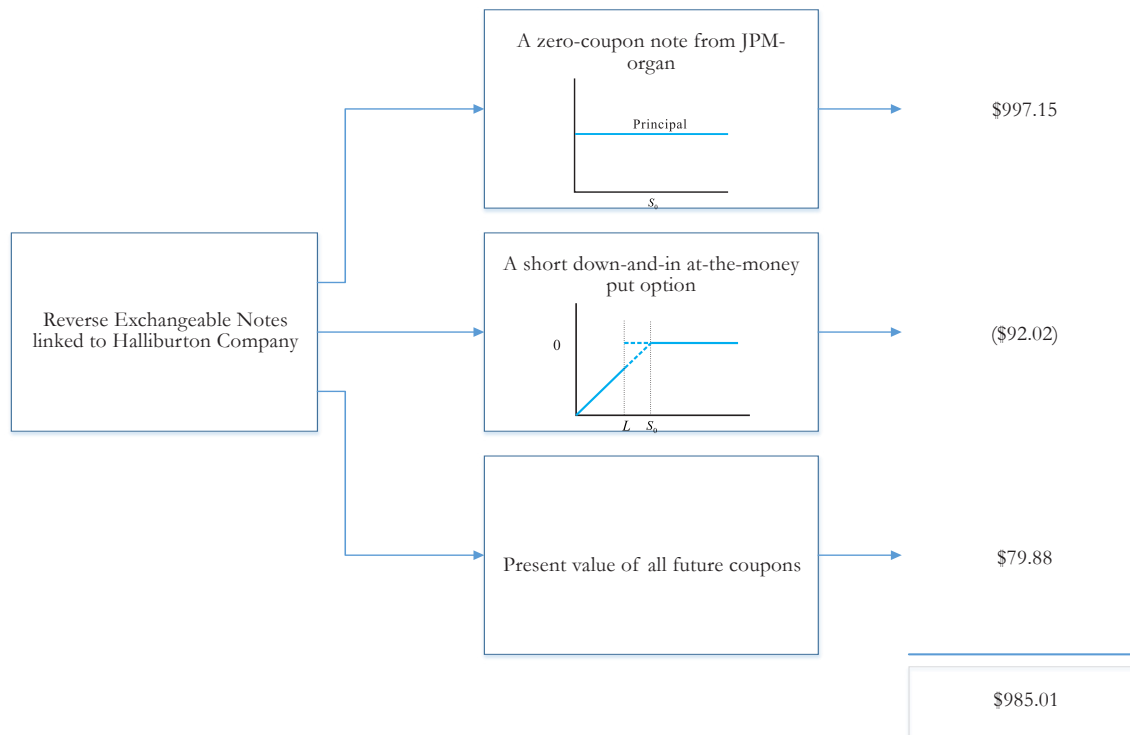 A zero-coupon note from JPM-
organ
Principal
S₀
$997.15
Reverse Exchangeable Notes
linked to Halliburton Company
A short down-and-in at-the-money
put option
0
L S₀
($92.02)
Present value of all future coupons
$79.88
$985.01